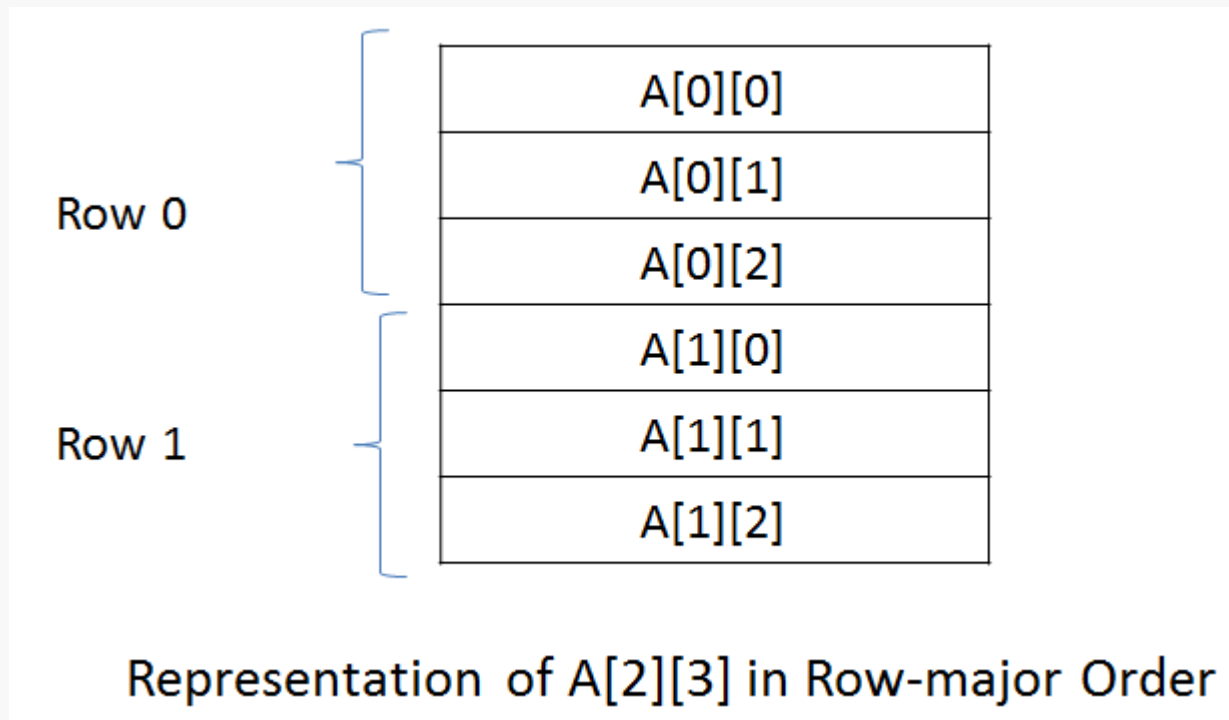 A[0][0]
A[0][1]
Row 0
A[0][2]
A[1][0]
Row 1
A[1][1]
A[1][2]
Representation of A[2][3] in Row-major Order